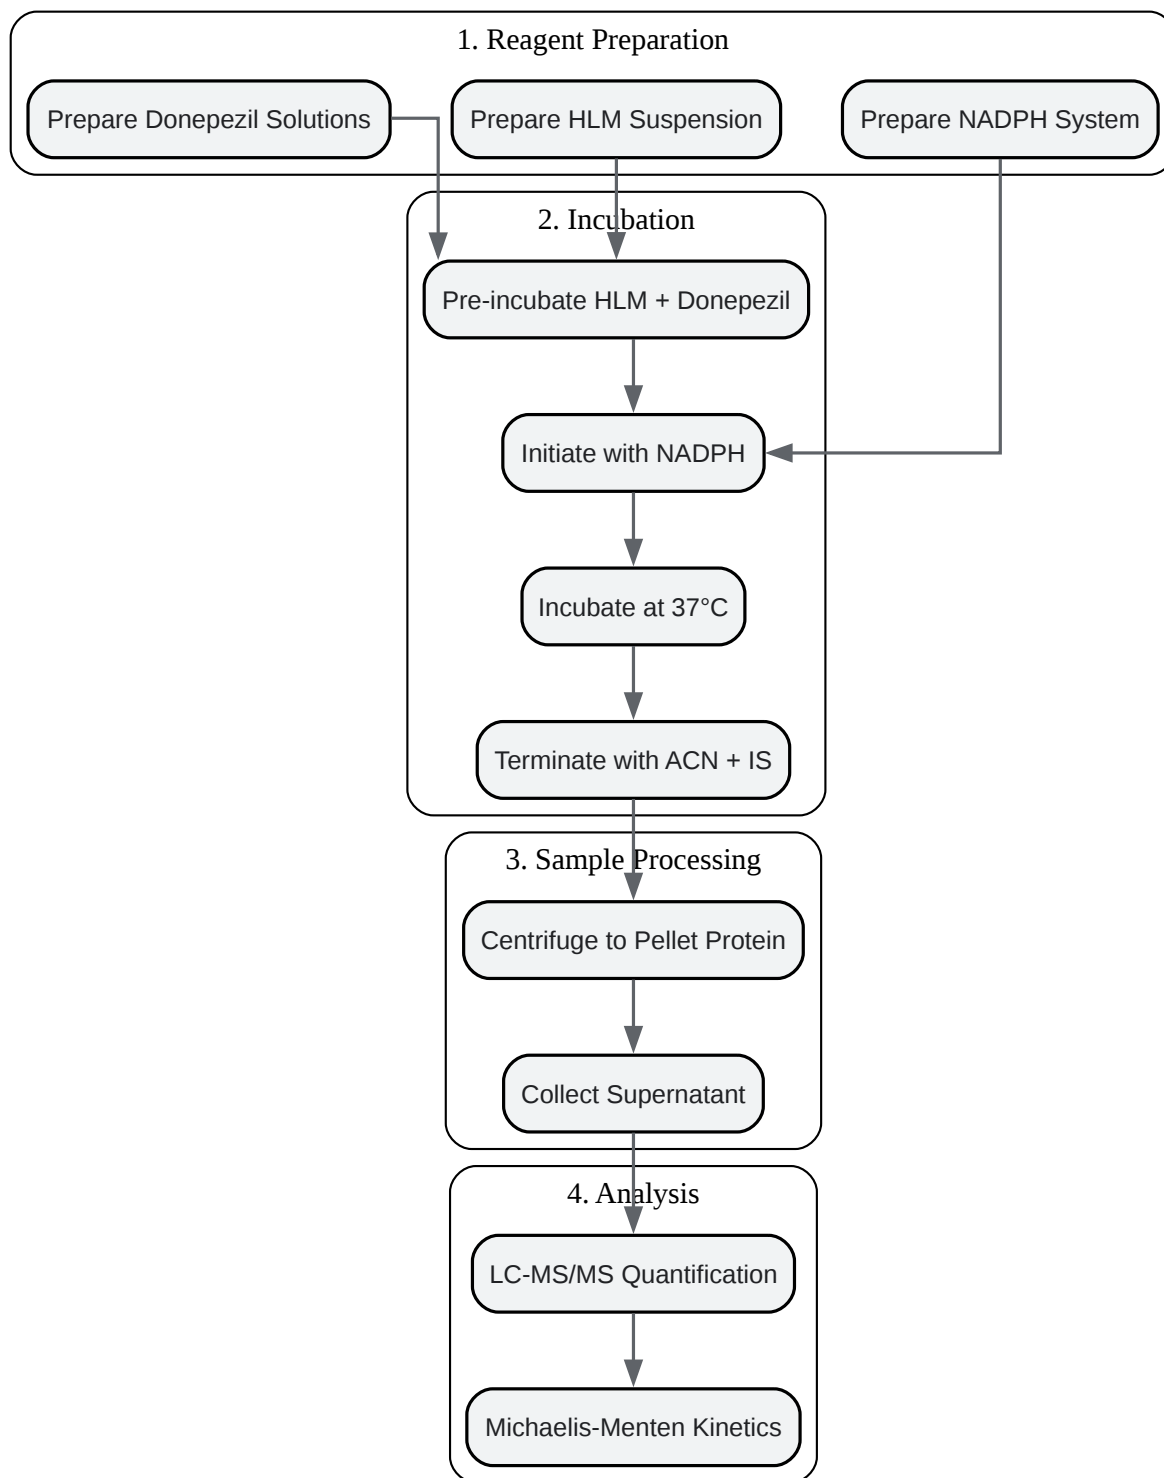 1. Reagent Preparation
Prepare Donepezil Solutions
Prepare HLM Suspension
Prepare NADPH System
2. Incubation
Pre-incubate HLM + Donepezil
Initiate with NADPH
Incubate at 37°C
Terminate with ACN + IS
3. Sample Processing
Centrifuge to Pellet Protein
Collect Supernatant
4. Analysis
LC-MS/MS Quantification
Michaelis-Menten Kinetics